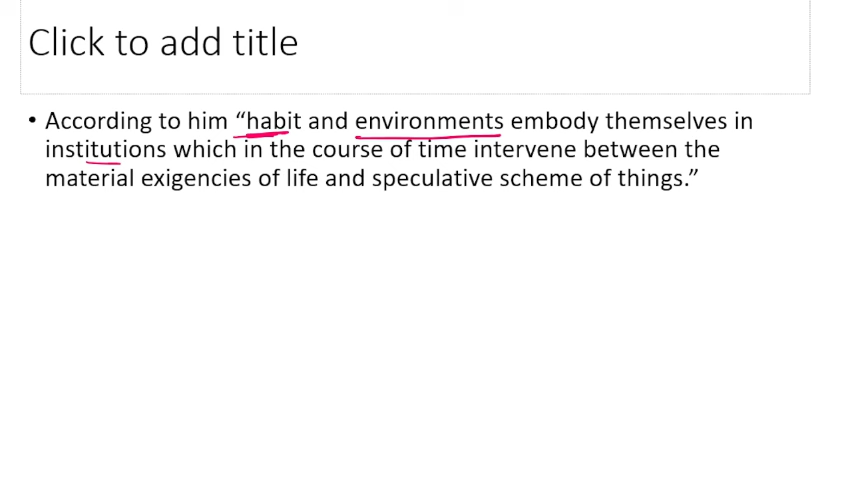 Click to add title
• According to him “habit and environments embody themselves in
institutions which in the course of time intervene between the
material exigencies of life and speculative scheme of things.”